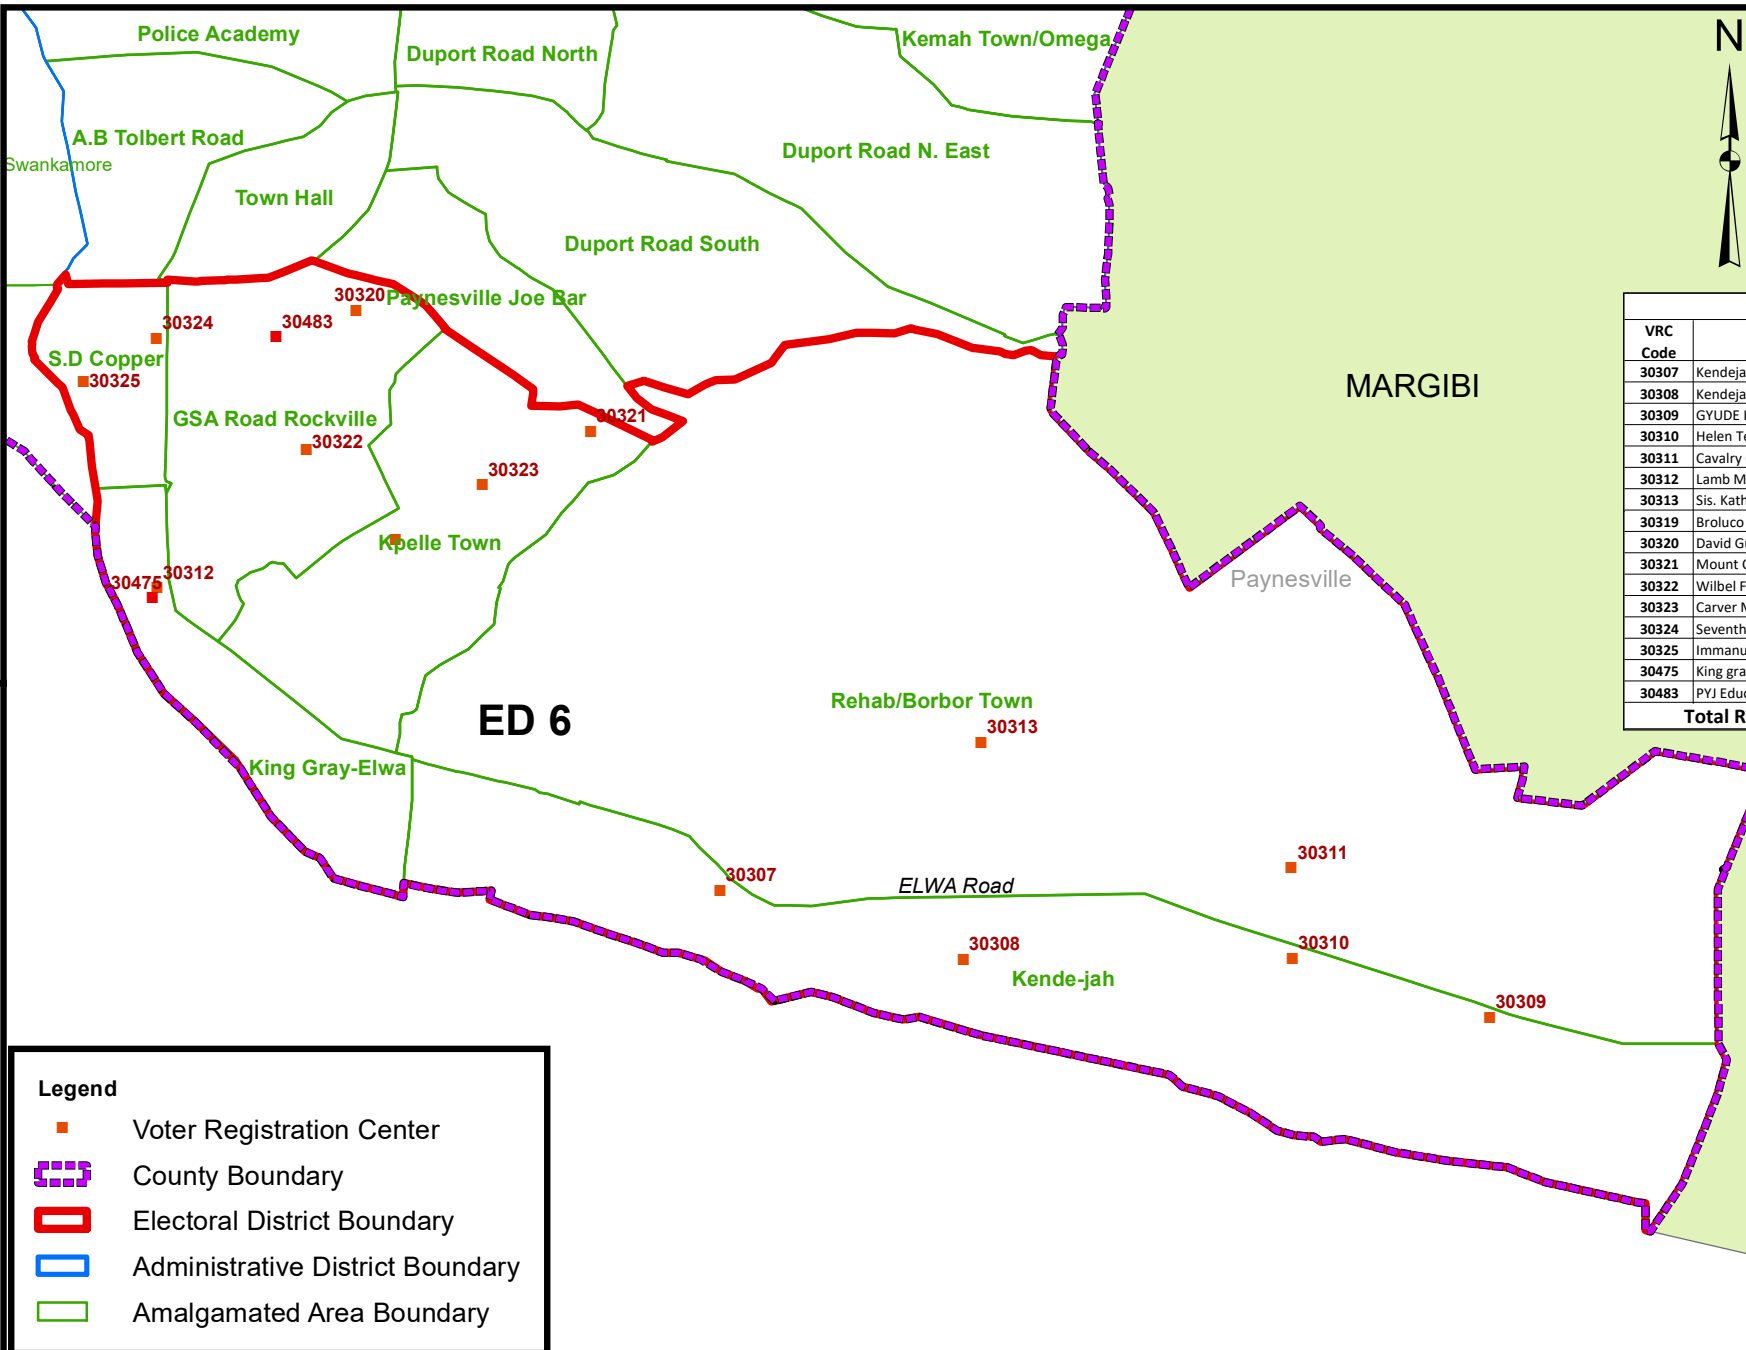 Police Academy
Duport Road North
Kemah Town/Omega
N
A.B Tolbert Road
Swankamore
Duport Road N. East
Town Hall
Duport Road South
30320
Paynesville Joe Bar
30324
30483
S.D Copper
30325
GSA Road Rockville
30321
30322
30323
Kpelle Town
30475
30312
MARGIBI
Paynesville
Rehab/Borbor Town
30313
ED 6
King Gray-Elwa
30307
ELWA Road
30311
30308
30310
Kende-jah
30309
VRC
Code
30307 Kendeja
30308 Kendeja
30309 GYUDE
30310 Helen Te
30311 Cavalry
30312 Lamb M
30313 Sis. Kath
30319 Broluco
30320 David G
30321 Mount
30322 Wilbel F
30323 Carver
30324 Seventh
30325 Immanu
30475 King gra
30483 PYJ Edu
Total R
Legend
Voter Registration Center
County Boundary
Electoral District Boundary
Administrative District Boundary
Amalgamated Area Boundary